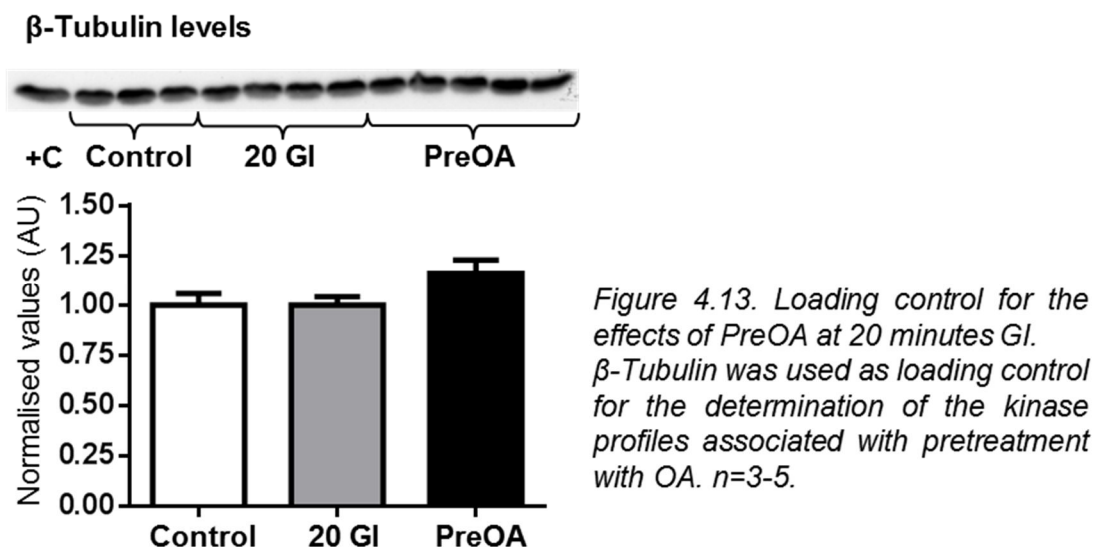 β-Tubulin levels
+C Control 20 GI PreOA
Normalised values (AU)
1.50
1.25
1.00
0.75
0.50
0.25
0.00
Control 20 GI PreOA
Figure 4.13. Loading control for the
effects of PreOA at 20 minutes GI.
β-Tubulin was used as loading control
for the determination of the kinase
profiles associated with pretreatment
with OA. n=3-5.